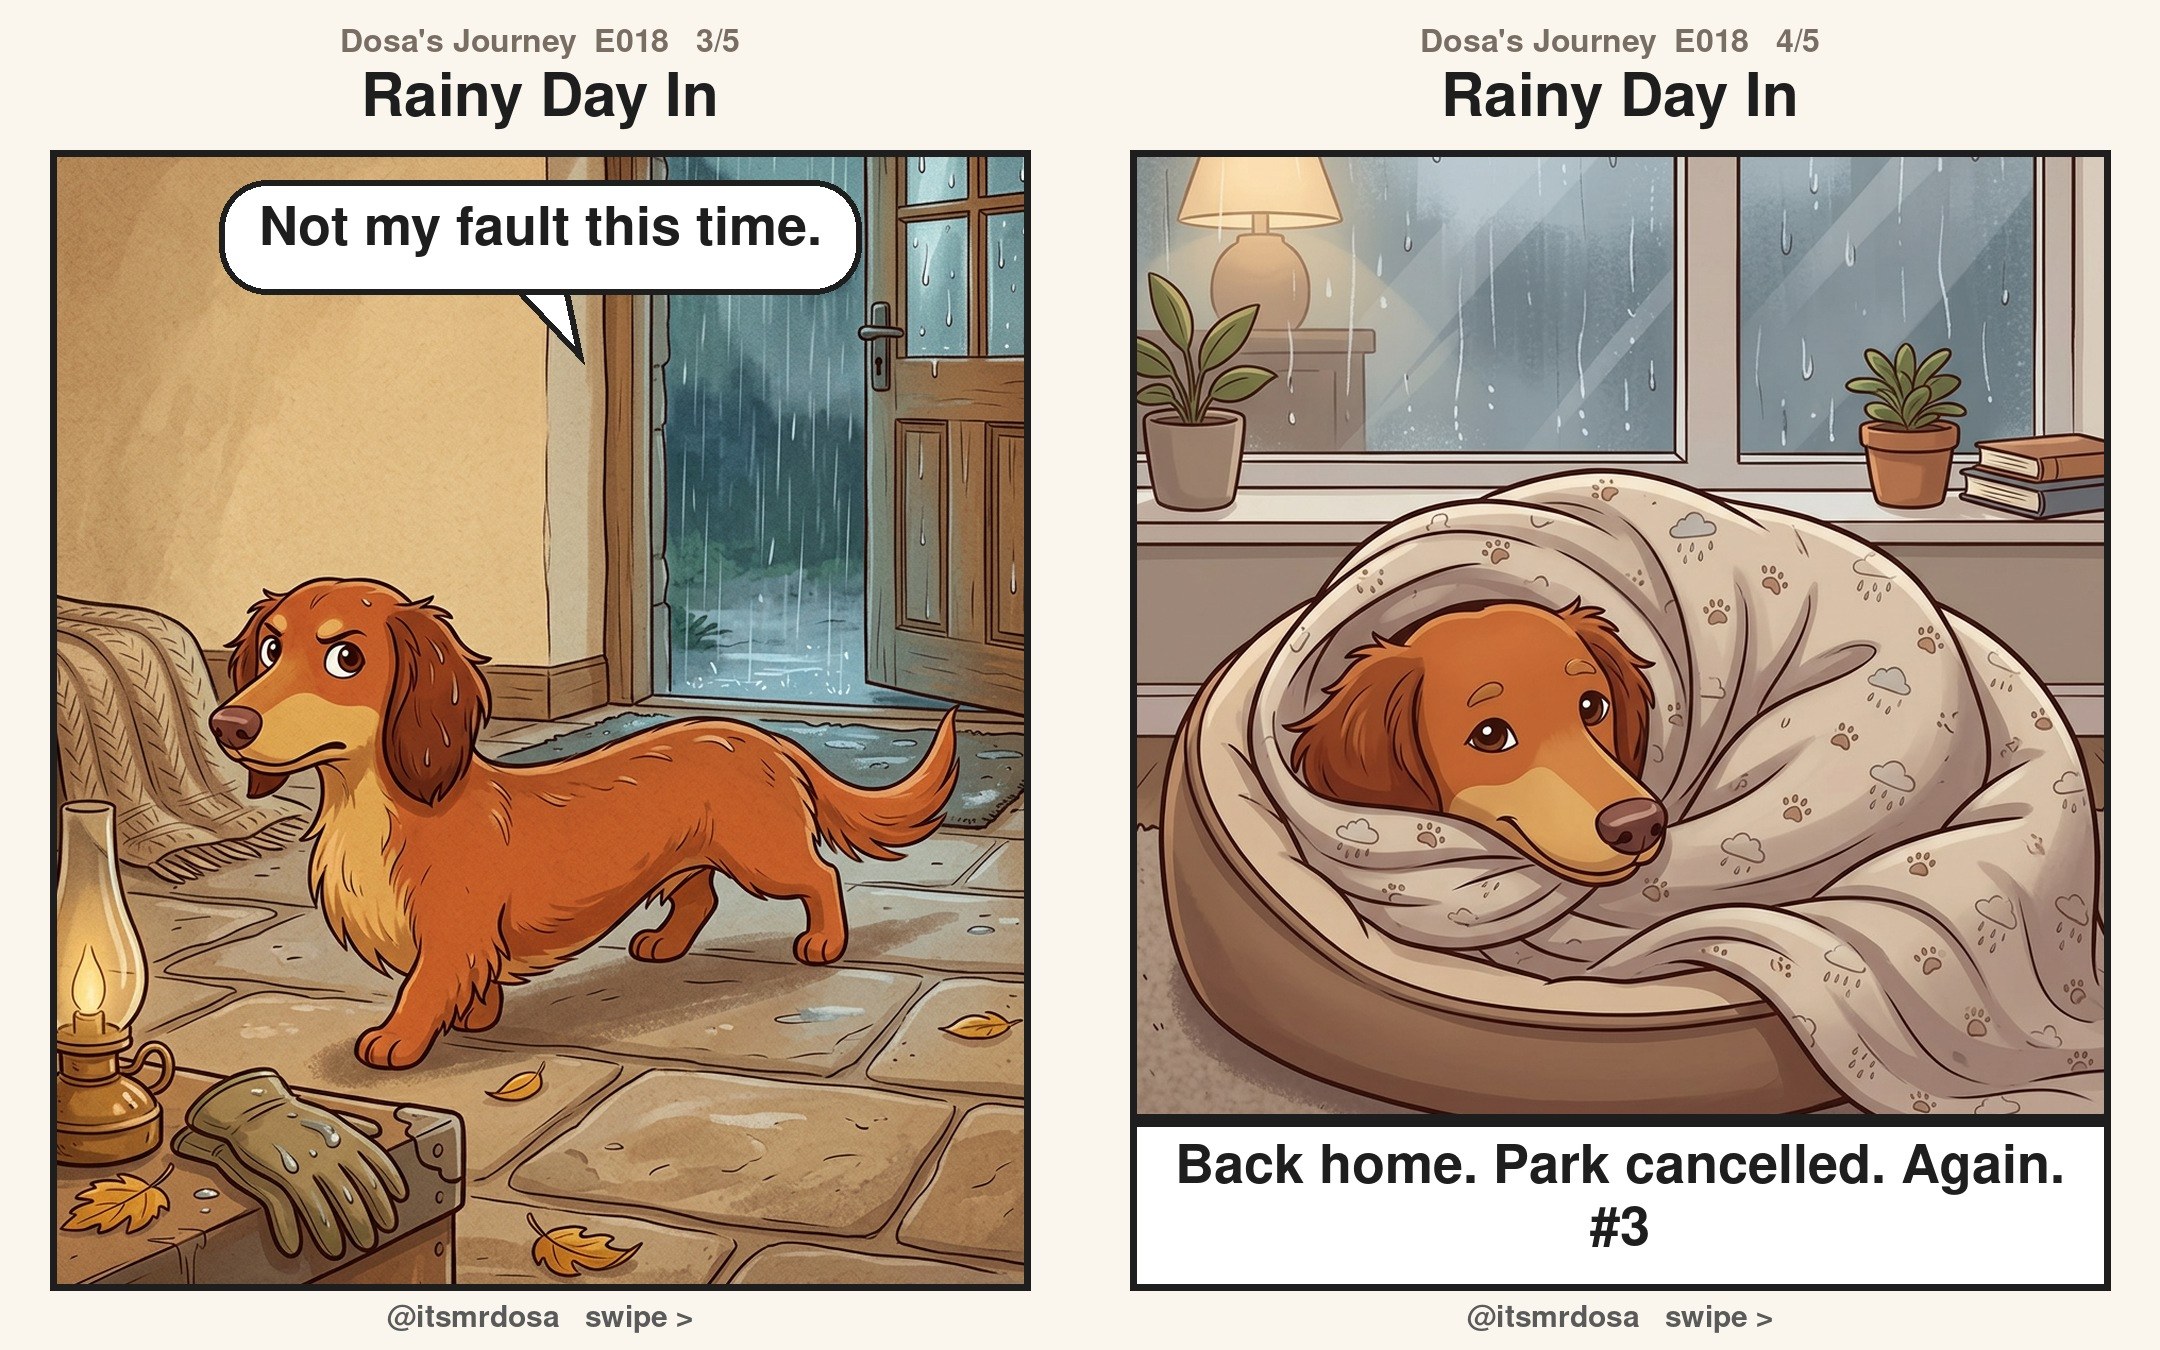 Dosa's Journey E018 3/5
Rainy Day In
Not my fault this time.
@itsmrdosa swipe >
Dosa's Journey E018 4/5
Rainy Day In
Back home. Park cancelled. Again.
#3
@itsmrdosa swipe >